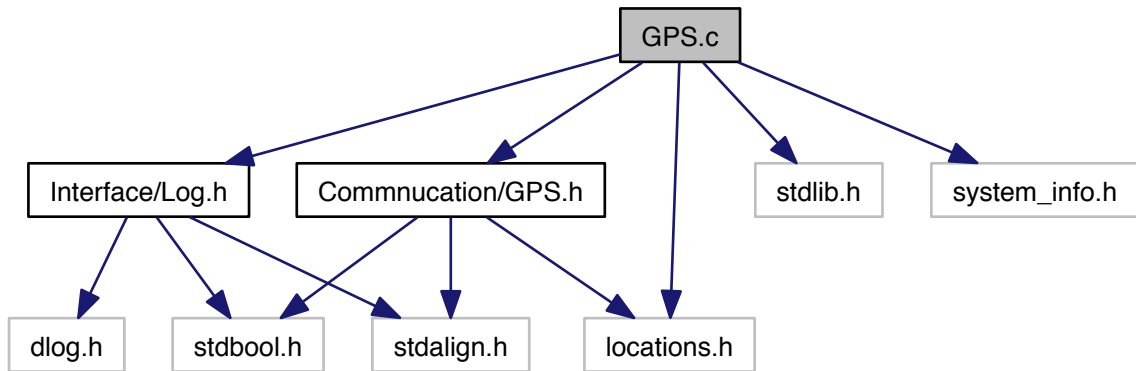 GPS.c
Interface/Log.h
Commnucation/GPS.h
stdlib.h
system_info.h
dlog.h
stdbool.h
stdalign.h
locations.h